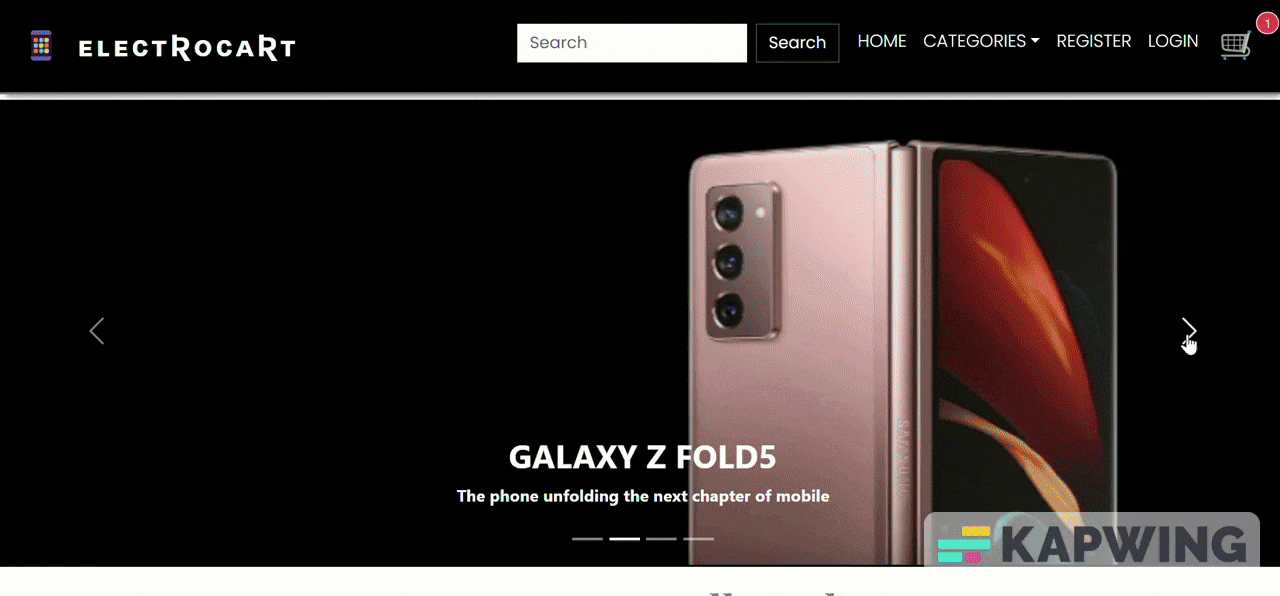 ELECTROCART
Search
Search
HOME
CATEGORIES
REGISTER
LOGIN
1
SAMSUNG
GALAXY Z FOLD5
The phone unfolding the next chapter of mobile
KAPWING